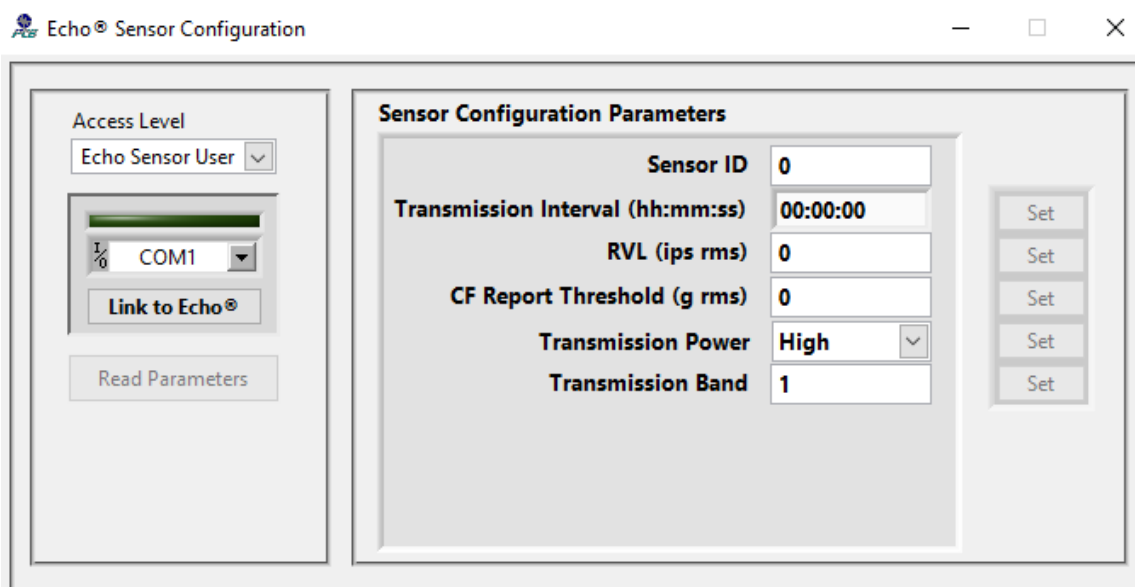 PCB Echo® Sensor Configuration
Access Level
Echo Sensor User
I/O COM1
Link to Echo®
Read Parameters
Sensor Configuration Parameters
Sensor ID 0
Transmission Interval (hh:mm:ss) 00:00:00 Set
RVL (ips rms) 0 Set
CF Report Threshold (g rms) 0 Set
Transmission Power High Set
Transmission Band 1 Set